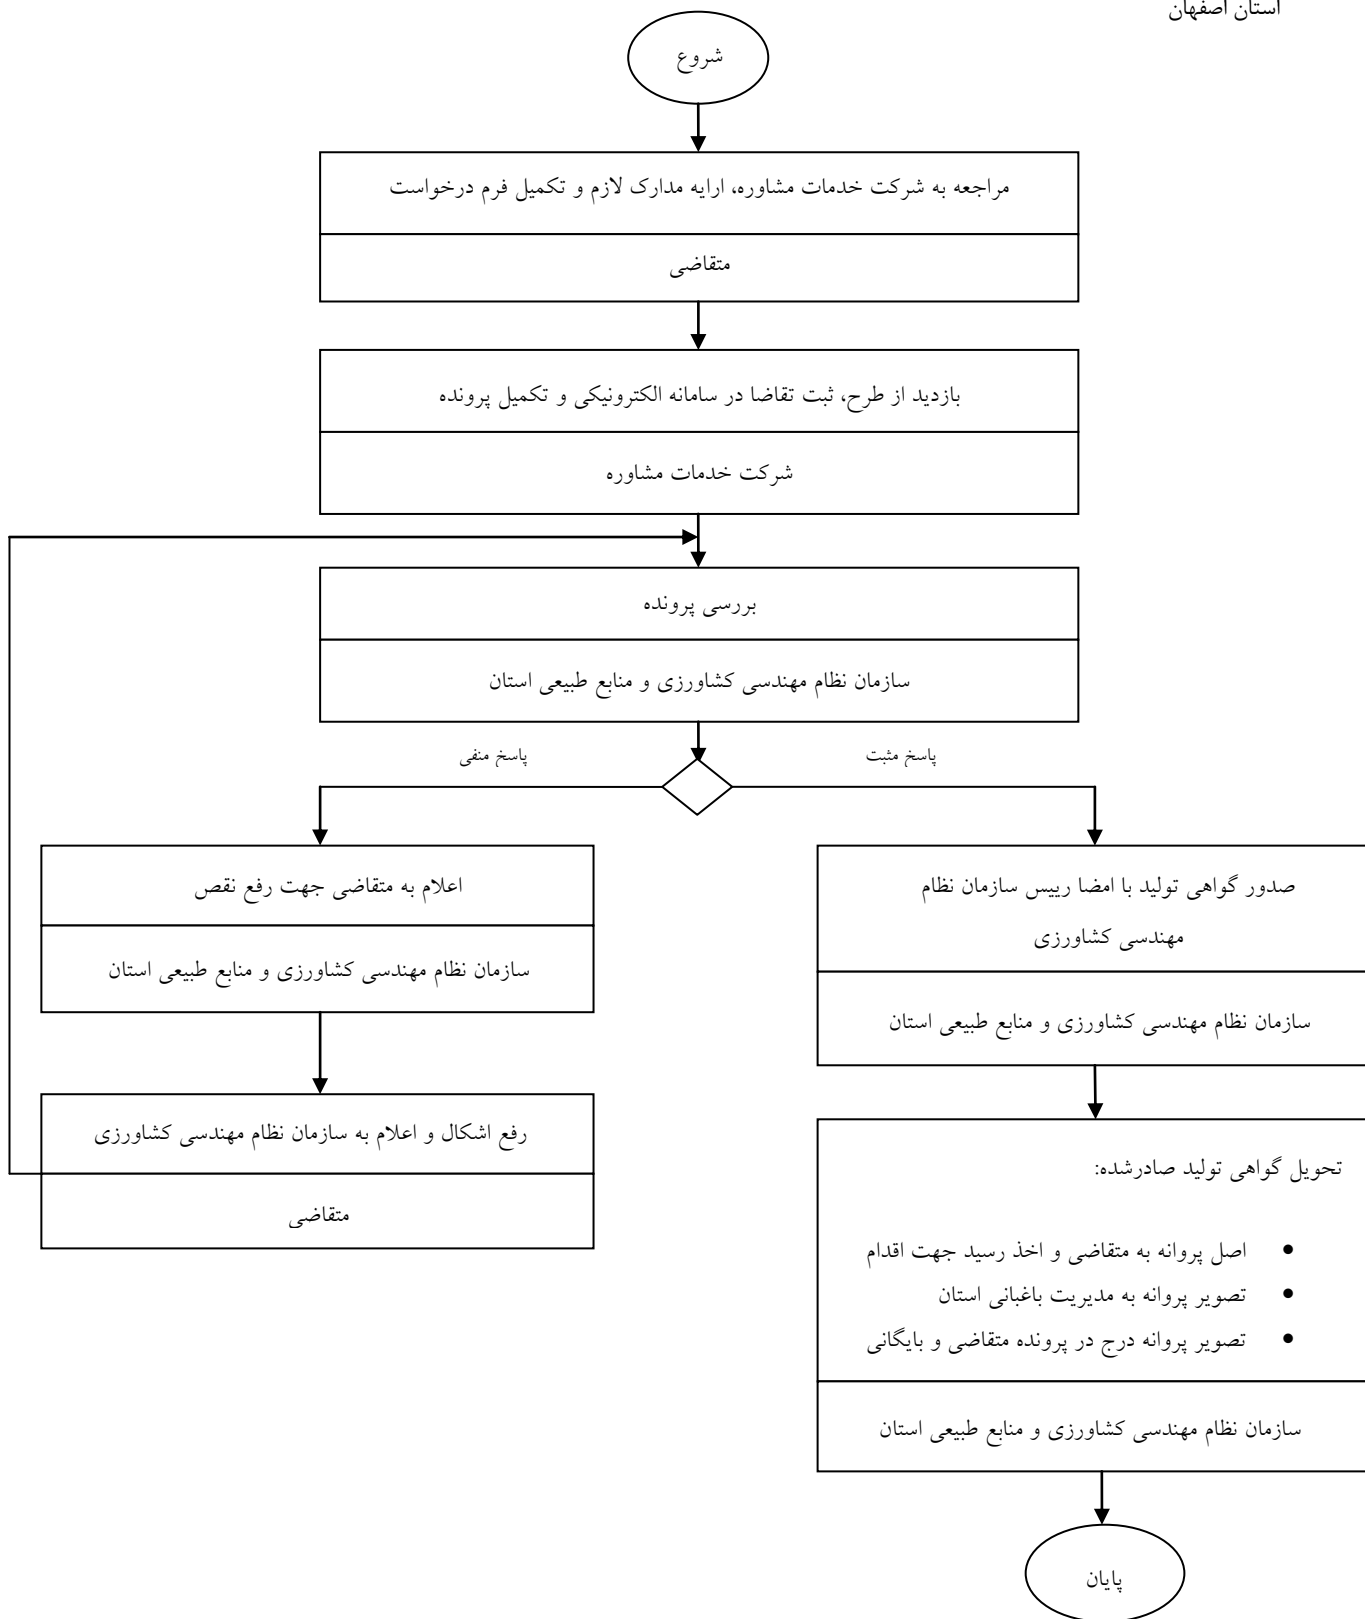 استان اصفهان
شروع
مراجعه به شرکت خدمات مشاوره، ارایه مدارک لازم و تکمیل فرم درخواست
متقاضی
بازدید از طرح، ثبت تقاضا در سامانه الکترونیکی و تکمیل پرونده
شرکت خدمات مشاوره
بررسی پرونده
سازمان نظام مهندسی کشاورزی و منابع طبیعی استان
پاسخ مثبت
پاسخ منفی
صدور گواهی تولید با امضا رییس سازمان نظام
مهندسی کشاورزی
سازمان نظام مهندسی کشاورزی و منابع طبیعی استان
تحویل گواهی تولید صادرشده:
• اصل پروانه به متقاضی و اخذ رسید جهت اقدام
• تصویر پروانه به مدیریت باغبانی استان
• تصویر پروانه درج در پرونده متقاضی و بایگانی
سازمان نظام مهندسی کشاورزی و منابع طبیعی استان
پایان
اعلام به متقاضی جهت رفع نقص
سازمان نظام مهندسی کشاورزی و منابع طبیعی استان
رفع اشکال و اعلام به سازمان نظام مهندسی کشاورزی
متقاضی